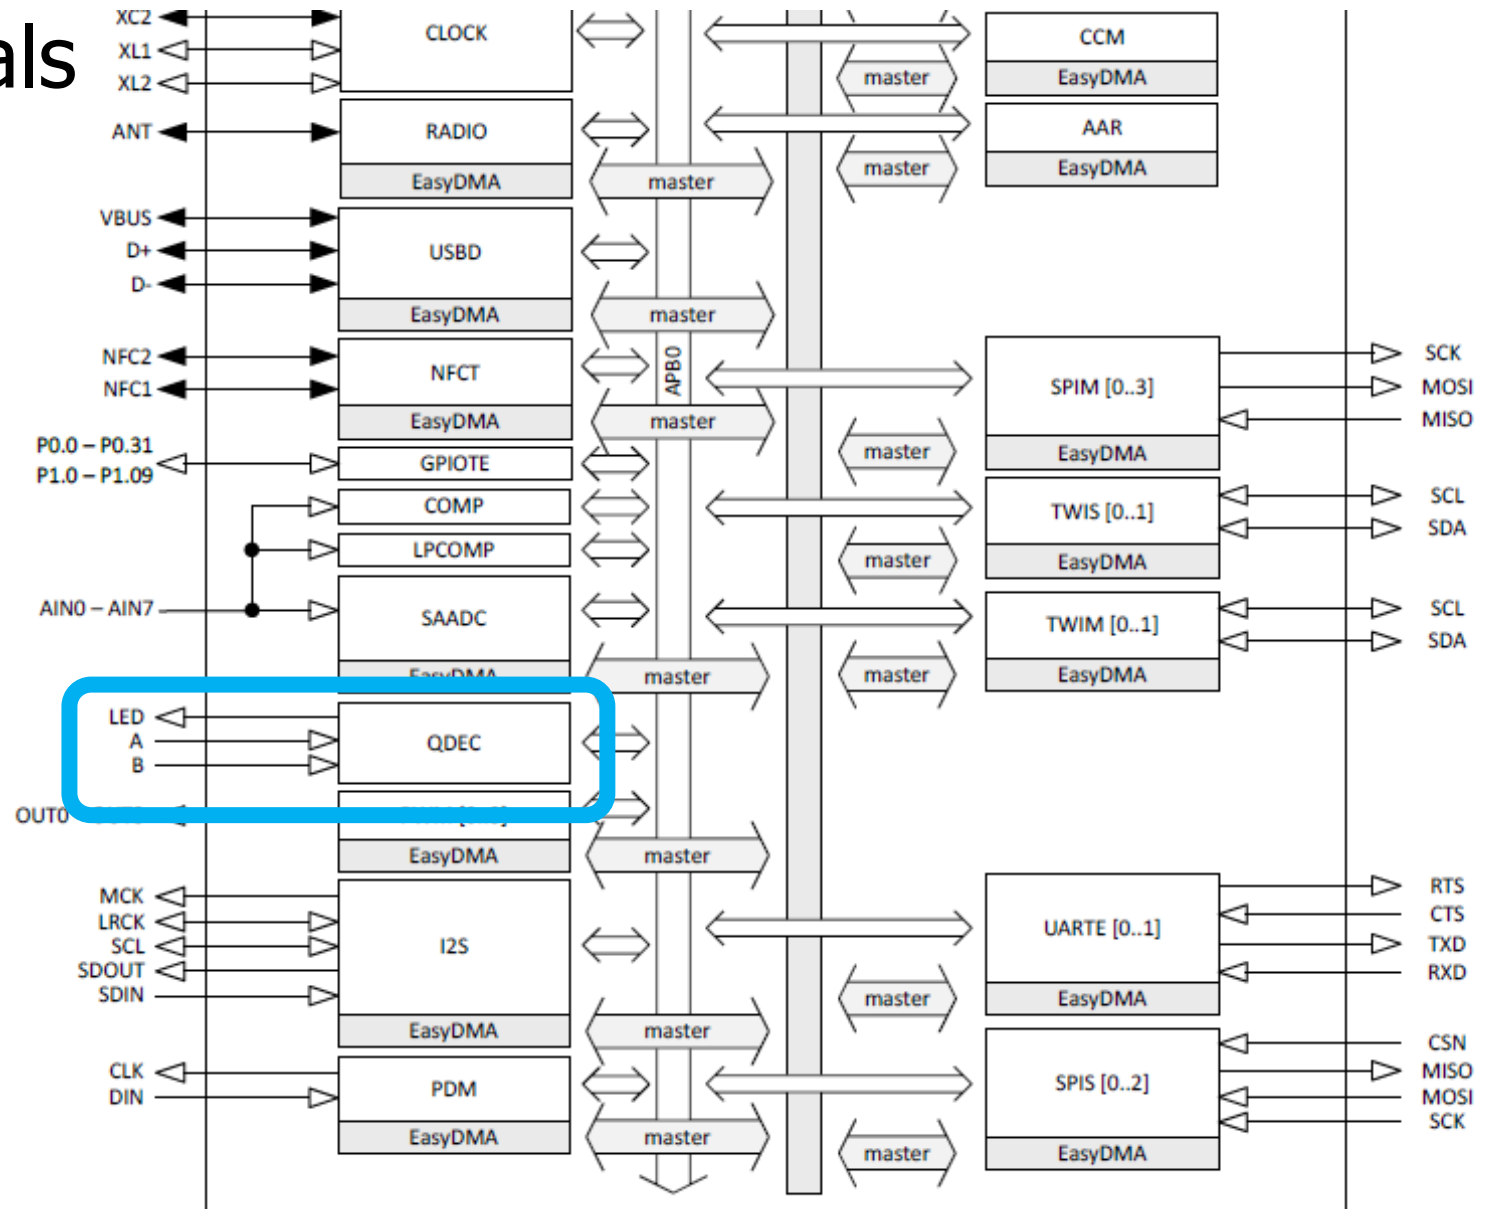 als
XC2
XL1
XL2
CLOCK
CCM
master
EasyDMA
ANT
RADIO
AAR
EasyDMA
master
master
EasyDMA
VBUS
D+
D-
USBD
EasyDMA
master
NFC2
NFC1
NFCT
APB0
EasyDMA
master
SPIM [0..3]
SCK
MOSI
MISO
master
EasyDMA
P0.0 – P0.31
P1.0 – P1.09
GPIOTE
COMP
LPCOMP
TWIS [0..1]
SCL
SDA
master
EasyDMA
AIN0 – AIN7
SAADC
EasyDMA
master
TWIM [0..1]
SCL
SDA
master
EasyDMA
LED
A
B
QDEC
OUT0
EasyDMA
master
MCK
LRCK
SCL
SDOUT
SDIN
I2S
EasyDMA
master
UARTE [0..1]
RTS
CTS
TXD
RXD
master
EasyDMA
CLK
DIN
PDM
EasyDMA
master
SPIS [0..2]
CSN
MISO
MOSI
SCK
master
EasyDMA